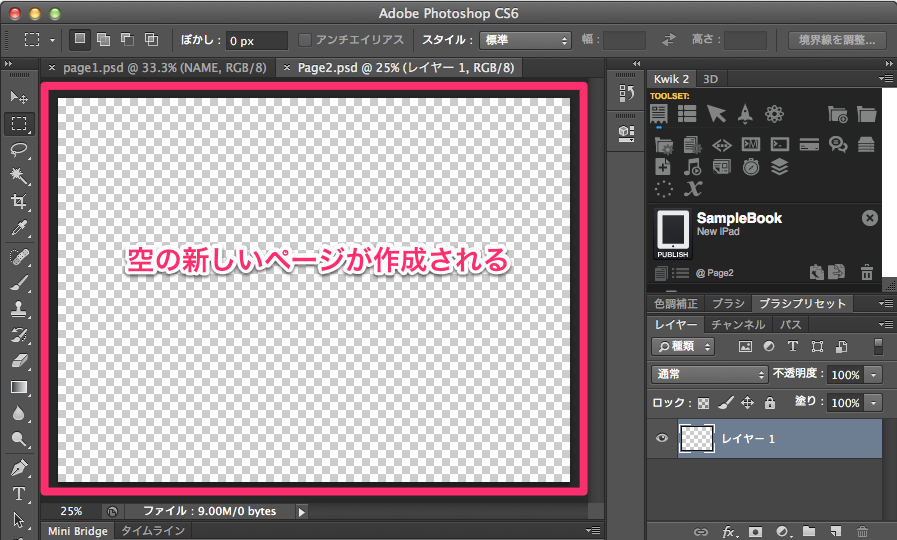 Adobe Photoshop CS6
ぼかし : 0 px アンチエイリアス スタイル : 標準 幅 : 高さ : 境界線を調整...
× page1.psd @ 33.3% (NAME, RGB/8) × Page2.psd @ 25% (レイヤー 1, RGB/8)
Kwik 2 3D
TOOLSET:
SampleBook
New iPad
PUBLISH
@ Page2
空の新しいページが作成される
色調補正 ブラシ ブラシプリセット
レイヤー チャンネル パス
種類
通常 不透明度 : 100%
ロック : 塗り : 100%
レイヤー 1
25% ファイル : 9.00M/0 bytes
Mini Bridge タイムライン